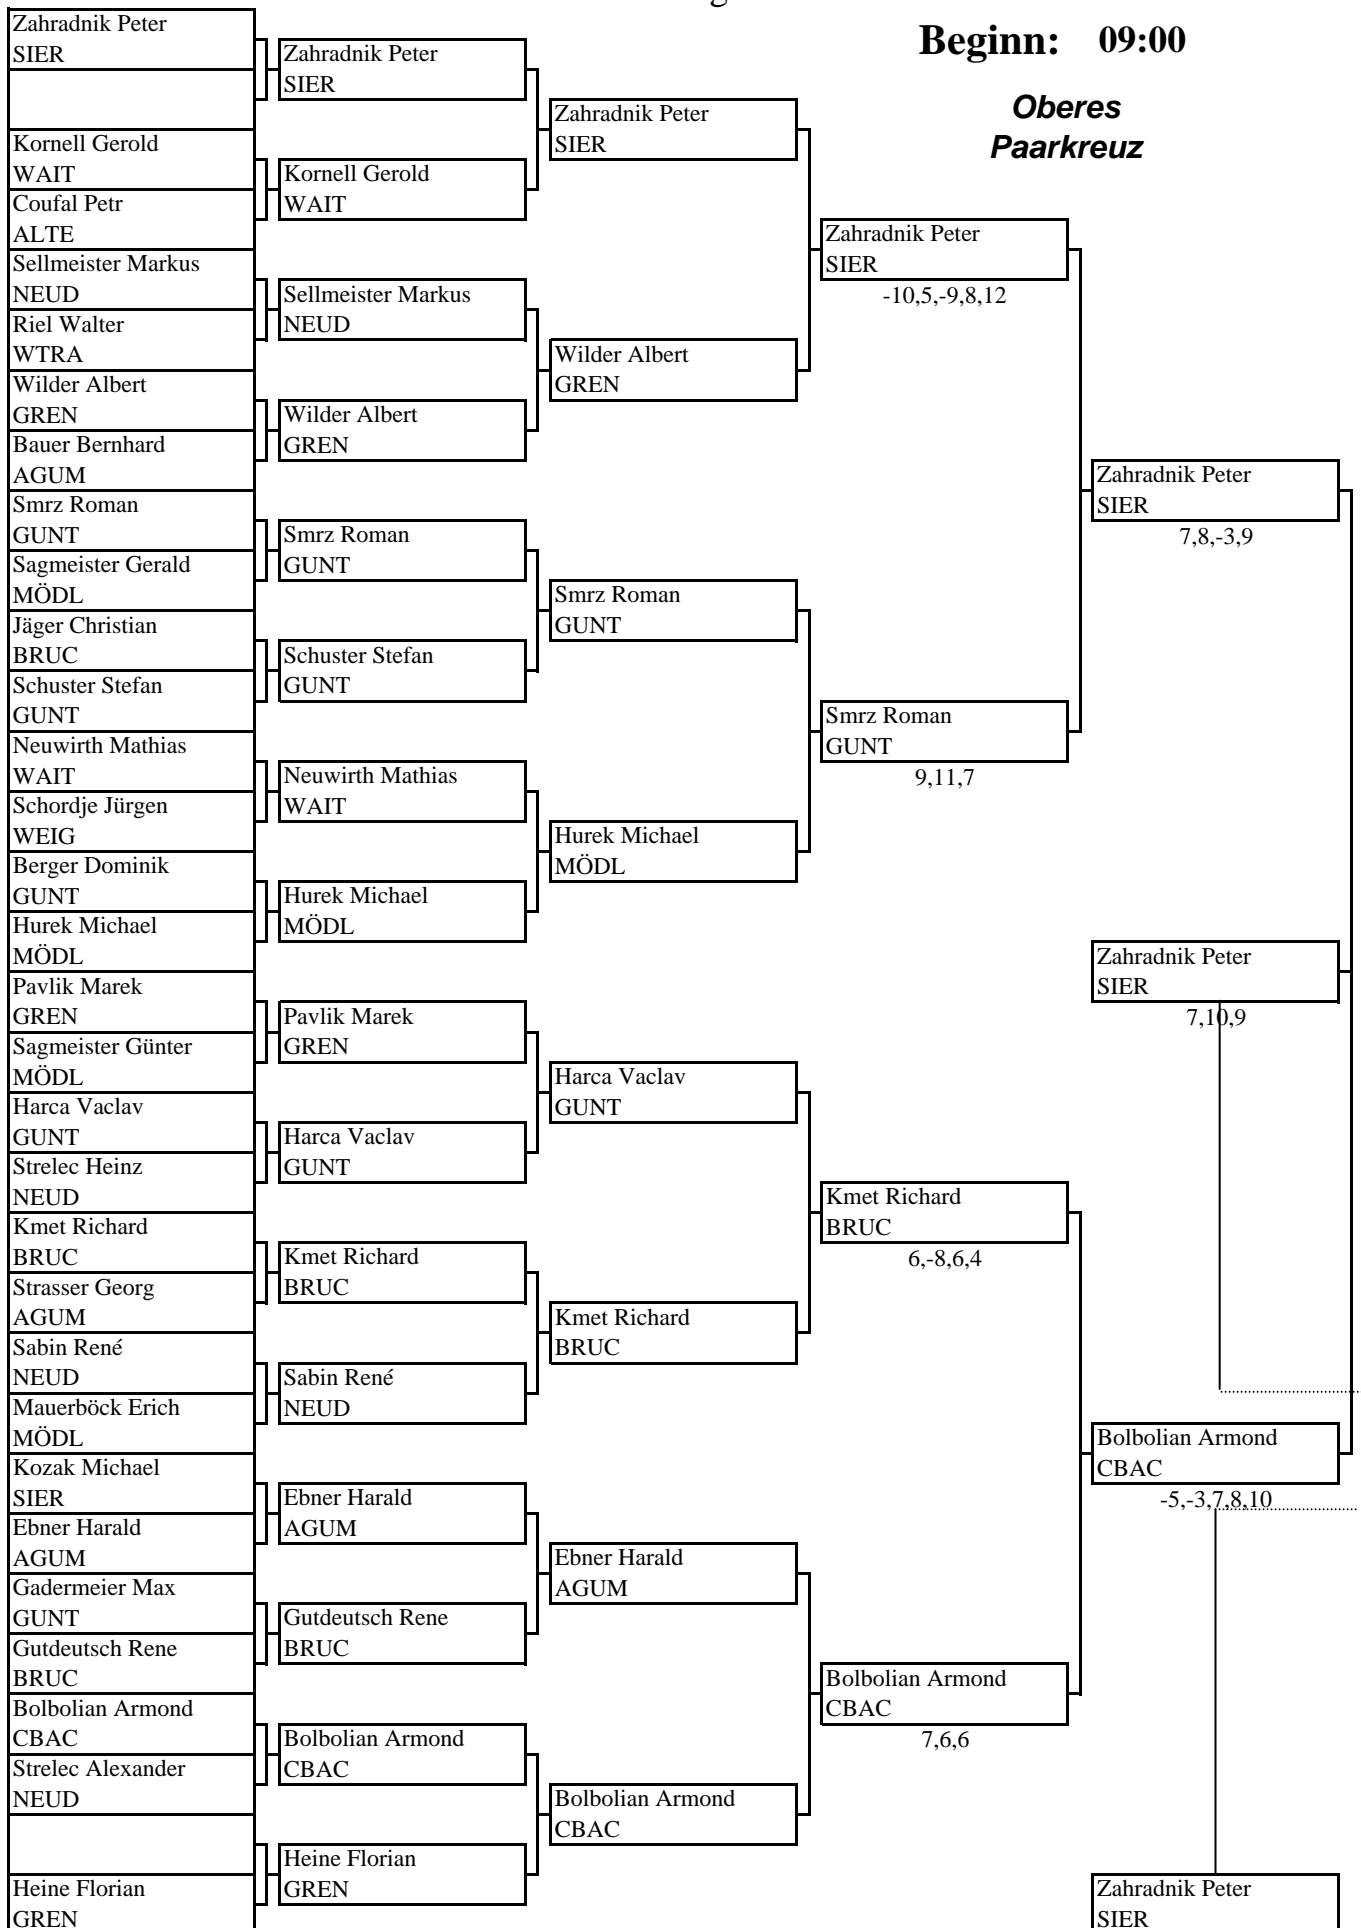 Beginn: 09:00
Oberes
Paarkreuz
Zahradnik Peter
SIER
Kornell Gerold
WAIT
Coufal Petr
ALTE
Sellmeister Markus
NEUD
Riel Walter
WTRA
Wilder Albert
GREN
Bauer Bernhard
AGUM
Smrz Roman
GUNT
Sagmeister Gerald
MÖDL
Jäger Christian
BRUC
Schuster Stefan
GUNT
Neuwirth Mathias
WAIT
Schordje Jürgen
WEIG
Berger Dominik
GUNT
Hurek Michael
MÖDL
Pavlik Marek
GREN
Sagmeister Günter
MÖDL
Harca Vaclav
GUNT
Strelec Heinz
NEUD
Kmet Richard
BRUC
Strasser Georg
AGUM
Sabin René
NEUD
Mauerböck Erich
MÖDL
Kozak Michael
SIER
Ebner Harald
AGUM
Gadermeier Max
GUNT
Gutdeutsch Rene
BRUC
Bolbolian Armond
CBAC
Strelec Alexander
NEUD
Heine Florian
GREN
Zahradnik Peter
SIER
Kornell Gerold
WAIT
Sellmeister Markus
NEUD
Wilder Albert
GREN
Smrz Roman
GUNT
Schuster Stefan
GUNT
Neuwirth Mathias
WAIT
Hurek Michael
MÖDL
Pavlik Marek
GREN
Harca Vaclav
GUNT
Kmet Richard
BRUC
Sabin René
NEUD
Ebner Harald
AGUM
Gutdeutsch Rene
BRUC
Bolbolian Armond
CBAC
Heine Florian
GREN
Zahradnik Peter
SIER
Wilder Albert
GREN
Smrz Roman
GUNT
Hurek Michael
MÖDL
Harca Vaclav
GUNT
Kmet Richard
BRUC
Ebner Harald
AGUM
Bolbolian Armond
CBAC
Zahradnik Peter
SIER
-10,5,-9,8,12
Smrz Roman
GUNT
9,11,7
Kmet Richard
BRUC
6,-8,6,4
Bolbolian Armond
CBAC
7,6,6
Zahradnik Peter
SIER
7,8,-3,9
Zahradnik Peter
SIER
7,10,9
Bolbolian Armond
CBAC
-5,-3,7,8,10
Zahradnik Peter
SIER